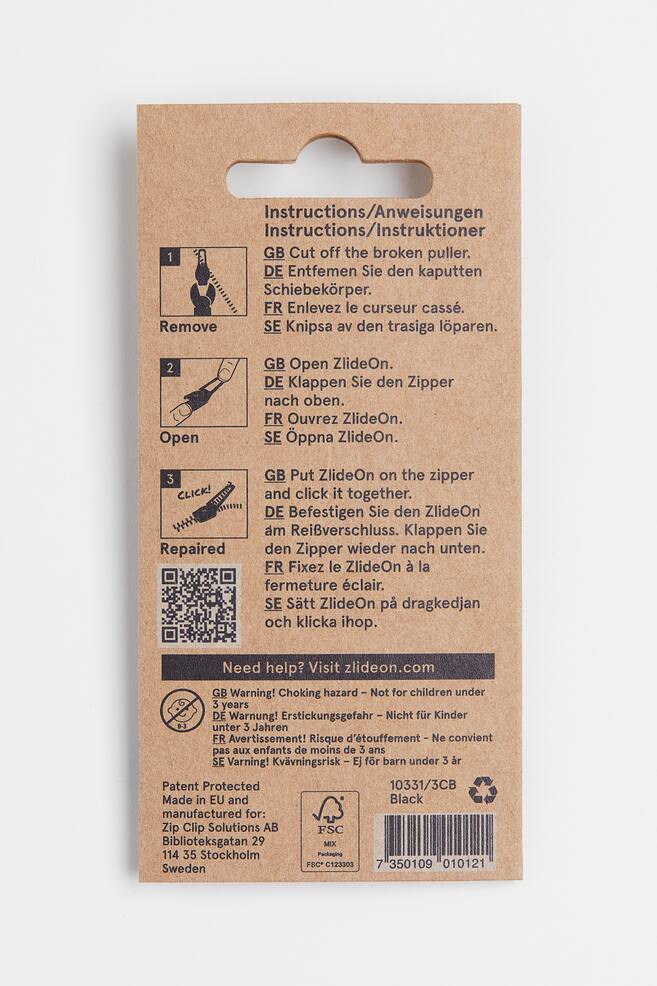 Instructions/Anweisungen
Instructions/Instruktioner
1
Remove
GB Cut off the broken puller.
DE Entfemen Sie den kaputten
Schiebekörper.
FR Enlevez le curseur cassé.
SE Knipsa av den trasiga löparen.
2
Open
GB Open ZlideOn.
DE Klappen Sie den Zipper
nach oben.
FR Ouvrez ZlideOn.
SE Öppna ZlideOn.
3
CLICK!
Repaired
GB Put ZlideOn on the zipper
and click it together.
DE Befestigen Sie den ZlideOn
am Reißverschluss. Klappen Sie
den Zipper wieder nach unten.
FR Fixez le ZlideOn à la
fermeture éclair.
SE Sätt ZlideOn på dragkedjan
och klicka ihop.
Need help? Visit zlideon.com
0-3
GB Warning! Choking hazard – Not for children under
3 years
DE Warnung! Erstickungsgefahr – Nicht für Kinder
unter 3 Jahren
FR Avertissement! Risque d'étouffement - Ne convient
pas aux enfants de moins de 3 ans
SE Varning! Kvävningsrisk – Ej för barn under 3 år
Patent Protected
Made in EU and
manufactured for:
Zip Clip Solutions AB
Biblioteksgatan 29
114 35 Stockholm
Sweden
FSC
MIX
Packaging
FSC® C123303
10331/3CB
Black
7 350109 010121